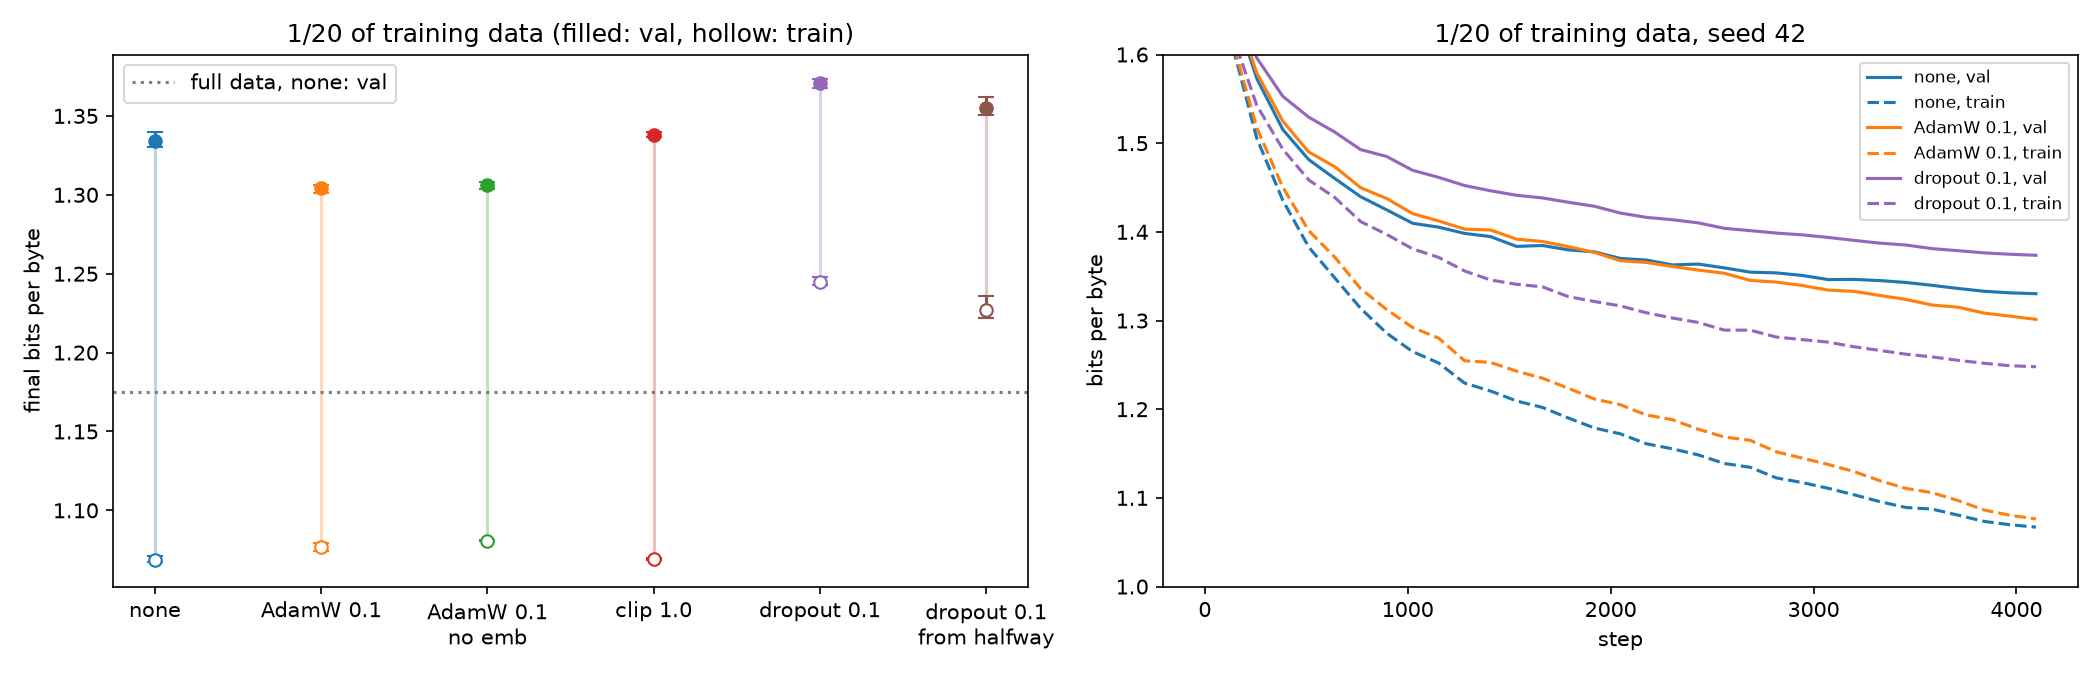 1/20 of training data (filled: val, hollow: train)
full data, none: val
final bits per byte
1.35
1.30
1.25
1.20
1.15
1.10
none
AdamW 0.1
AdamW 0.1
no emb
clip 1.0
dropout 0.1
dropout 0.1
from halfway
1/20 of training data, seed 42
none, val
none, train
AdamW 0.1, val
AdamW 0.1, train
dropout 0.1, val
dropout 0.1, train
bits per byte
1.6
1.5
1.4
1.3
1.2
1.1
1.0
0
1000
2000
3000
4000
step